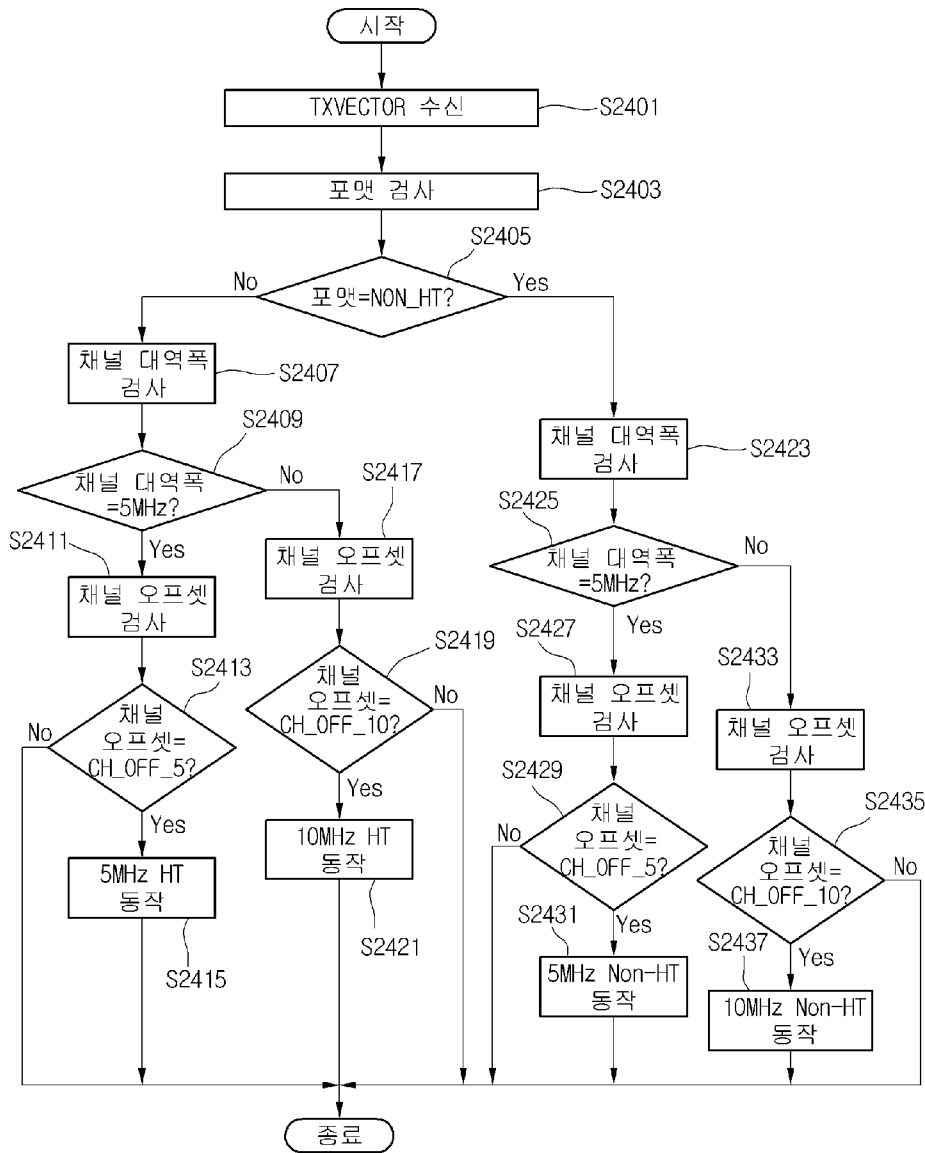 시작
TXVECTOR 수신
S2401
포맷 검사
S2403
S2405
포맷=NON_HT?
No
Yes
채널 대역폭
검사
S2407
S2409
채널 대역폭
=5MHz?
No
Yes
S2411
채널 오프셋
검사
S2413
채널
오프셋=
CH_OFF_5?
No
Yes
5MHz HT
동작
S2415
S2417
채널 오프셋
검사
S2419
채널
오프셋=
CH_OFF_10?
No
Yes
10MHz HT
동작
S2421
채널 대역폭
검사
S2423
S2425
채널 대역폭
=5MHz?
No
Yes
S2427
채널 오프셋
검사
S2429
채널
오프셋=
CH_OFF_5?
No
Yes
S2431
5MHz Non-HT
동작
S2433
채널 오프셋
검사
S2435
채널
오프셋=
CH_OFF_10?
No
Yes
S2437
10MHz Non-HT
동작
종료